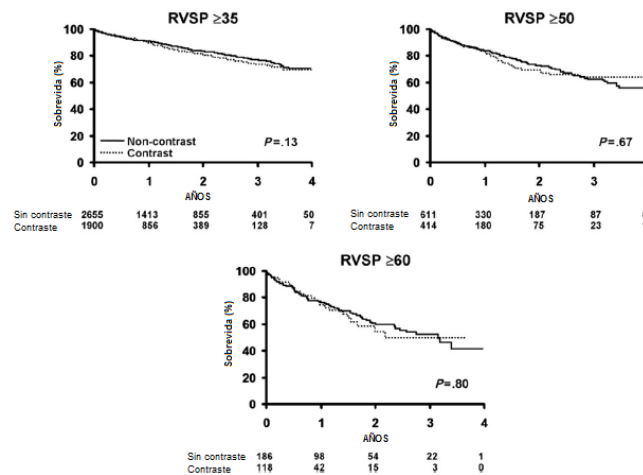 RVSP ≥35
100
80
60
40
20
0
Sobrevida (%)
Non-contrast
Contrast
P=.13
0 1 2 3 4
AÑOS
Sin contraste 2655 1413 855 401 50
Contraste 1900 856 389 128 7
RVSP ≥50
100
80
60
40
20
0
Sobrevida (%)
P=.67
0 1 2 3
AÑOS
Sin contraste 611 330 187 87
Contraste 414 180 75 23
RVSP ≥60
100
80
60
40
20
0
Sobrevida (%)
P=.80
0 1 2 3 4
AÑOS
Sin contraste 186 98 54 22 1
Contraste 118 42 15 3 0